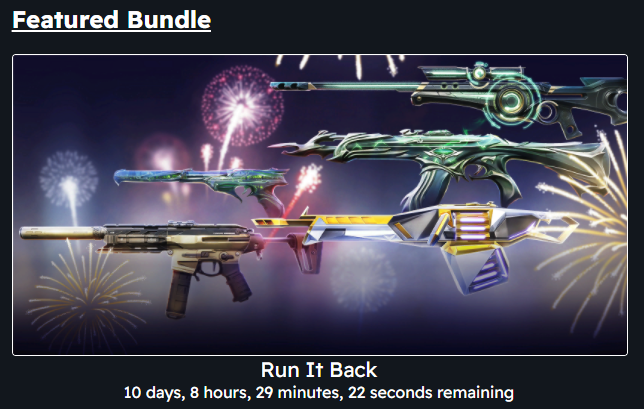 Featured Bundle
Run It Back
10 days, 8 hours, 29 minutes, 22 seconds remaining